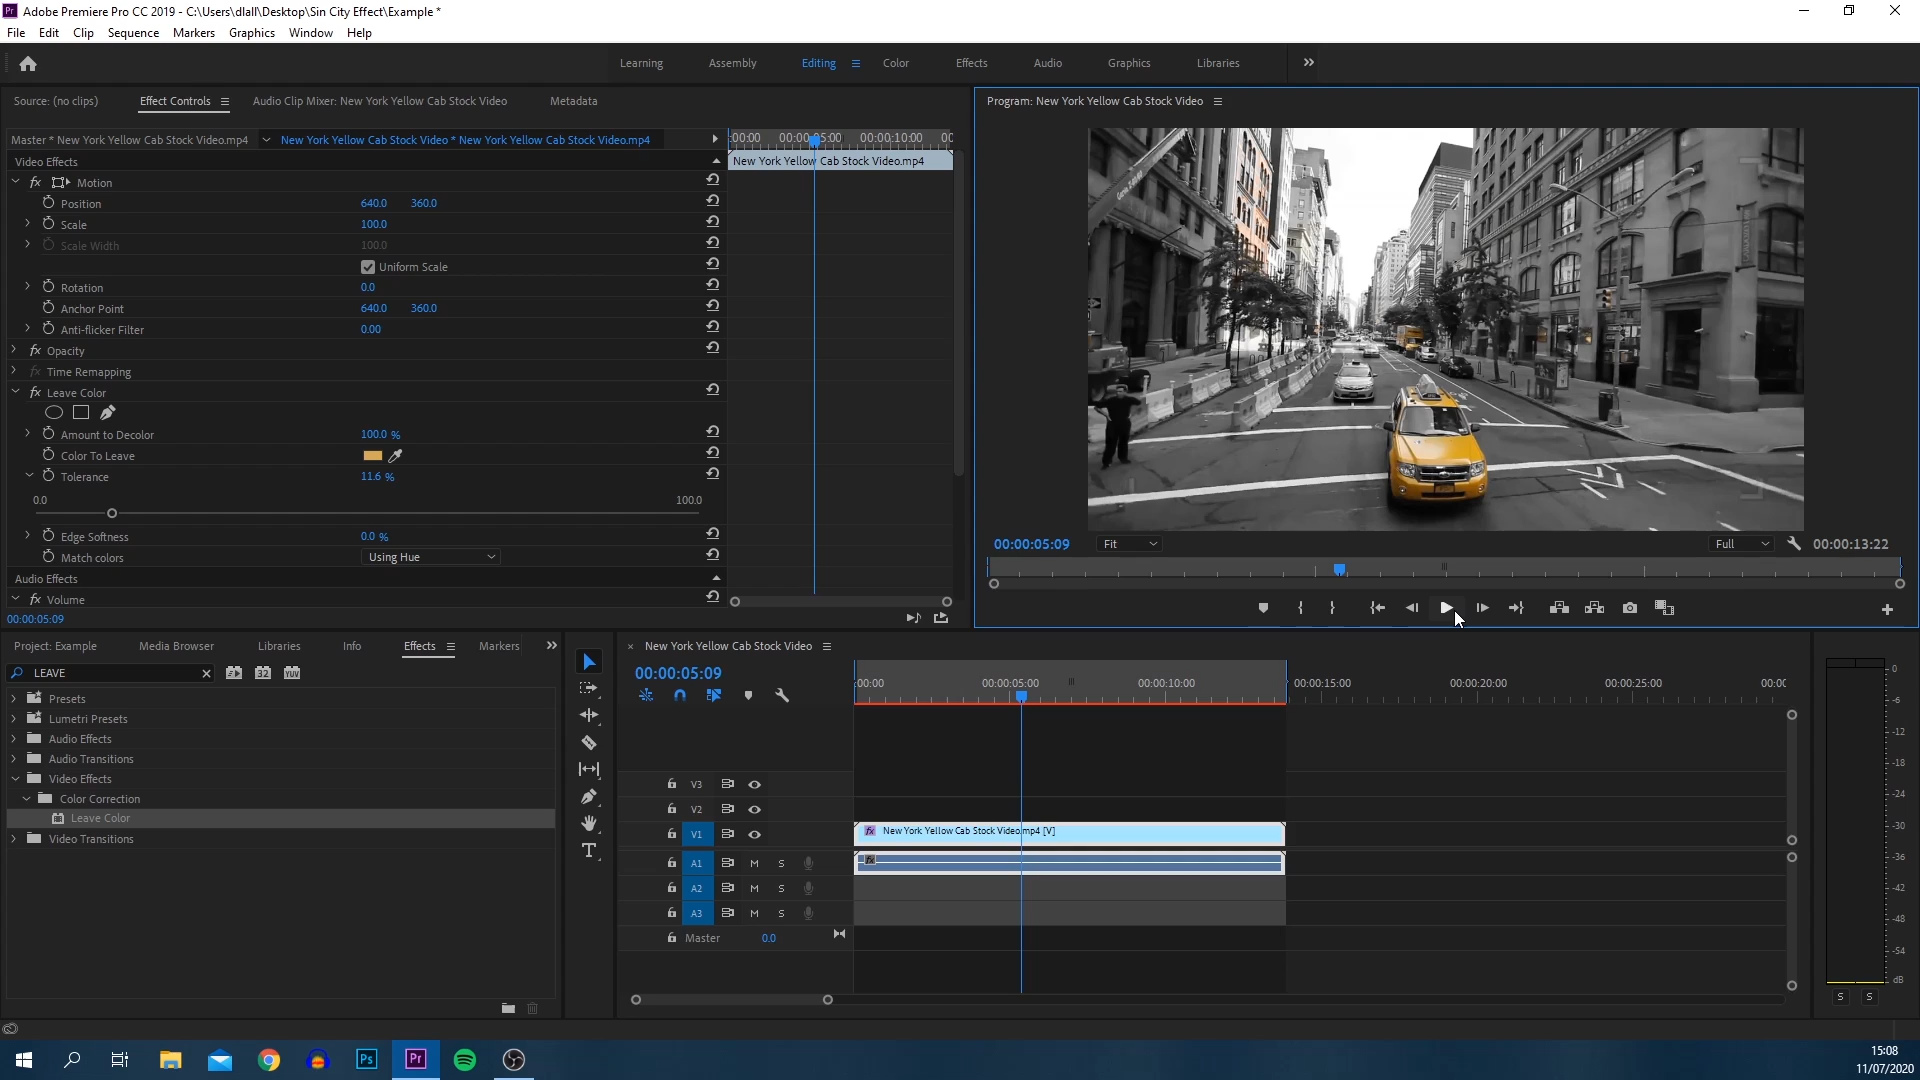 Adobe Premiere Pro CC 2019 - C:\Users\dlall\Desktop\Sin City Effect\Example *
File Edit Clip Sequence Markers Graphics Window Help
Learning Assembly Editing Color Effects Audio Graphics Libraries
Source: (no clips) Effect Controls Audio Clip Mixer: New York Yellow Cab Stock Video Metadata
Program: New York Yellow Cab Stock Video
Master * New York Yellow Cab Stock Video.mp4 New York Yellow Cab Stock Video * New York Yellow Cab Stock Video.mp4
:00:00 00:00:05:00 00:00:10:00 00
Video Effects
New York Yellow Cab Stock Video.mp4
fx Motion
Position 640.0 360.0
Scale 100.0
Scale Width 100.0
Uniform Scale
Rotation 0.0
Anchor Point 640.0 360.0
Anti-flicker Filter 0.00
fx Opacity
fx Time Remapping
fx Leave Color
Amount to Decolor 100.0 %
Color To Leave
Tolerance 11.6 %
0.0 100.0
Edge Softness 0.0 %
Match colors Using Hue
Audio Effects
fx Volume
00:00:05:09
00:00:05:09 Fit Full 00:00:13:22
Project: Example Media Browser Libraries Info Effects Markers
LEAVE 32 YUV
Presets
Lumetri Presets
Audio Effects
Audio Transitions
Video Effects
Color Correction
Leave Color
Video Transitions
New York Yellow Cab Stock Video
00:00:05:09
:00:00 00:00:05:00 00:00:10:00 00:00:15:00 00:00:20:00 00:00:25:00 00:00
V3
V2
V1 fx New York Yellow Cab Stock Video.mp4 [V]
A1 M S fx
A2 M S
A3 M S
Master 0.0
0
-6
-12
-18
-24
-30
-36
-42
-48
-54
dB
S S
Ps Pr
15:08
11/07/2020